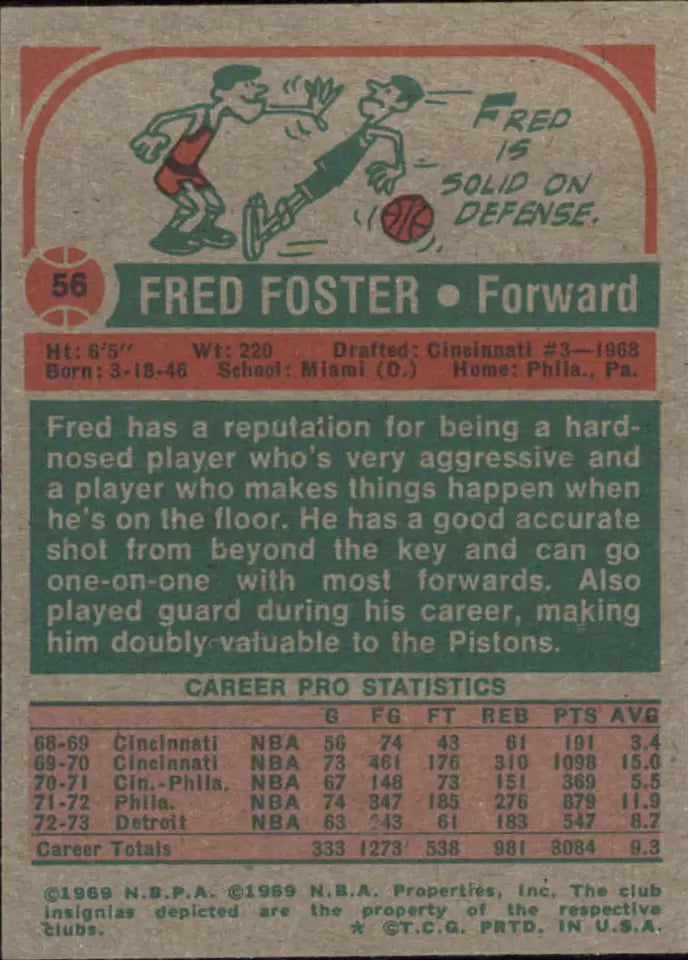 FRED
IS
SOLID ON
DEFENSE.
56
FRED FOSTER • Forward
Ht: 6'5" Wt: 220 Drafted: Cincinnati #3—1968
Born: 3-18-46 School: Miami (O.) Home: Phila., Pa.
Fred has a reputation for being a hard-
nosed player who's very aggressive and
a player who makes things happen when
he's on the floor. He has a good accurate
shot from beyond the key and can go
one-on-one with most forwards. Also
played guard during his career, making
him doubly valuable to the Pistons.
CAREER PRO STATISTICS
G FG FT REB PTS AVG
68-69 Cincinnati NBA 56 74 43 61 191 3.4
69-70 Cincinnati NBA 73 461 176 310 1098 15.0
70-71 Cin.-Phila. NBA 67 148 73 151 369 5.5
71-72 Phila. NBA 74 347 185 276 879 11.9
72-73 Detroit NBA 63 243 61 183 547 8.7
Career Totals 333 1273 538 981 3084 9.3
©1969 N.B.P.A. ©1969 N.B.A. Properties, Inc. The club
insignias depicted are the property of the respective
clubs. * ©T.C.G. PRTD. IN U.S.A.